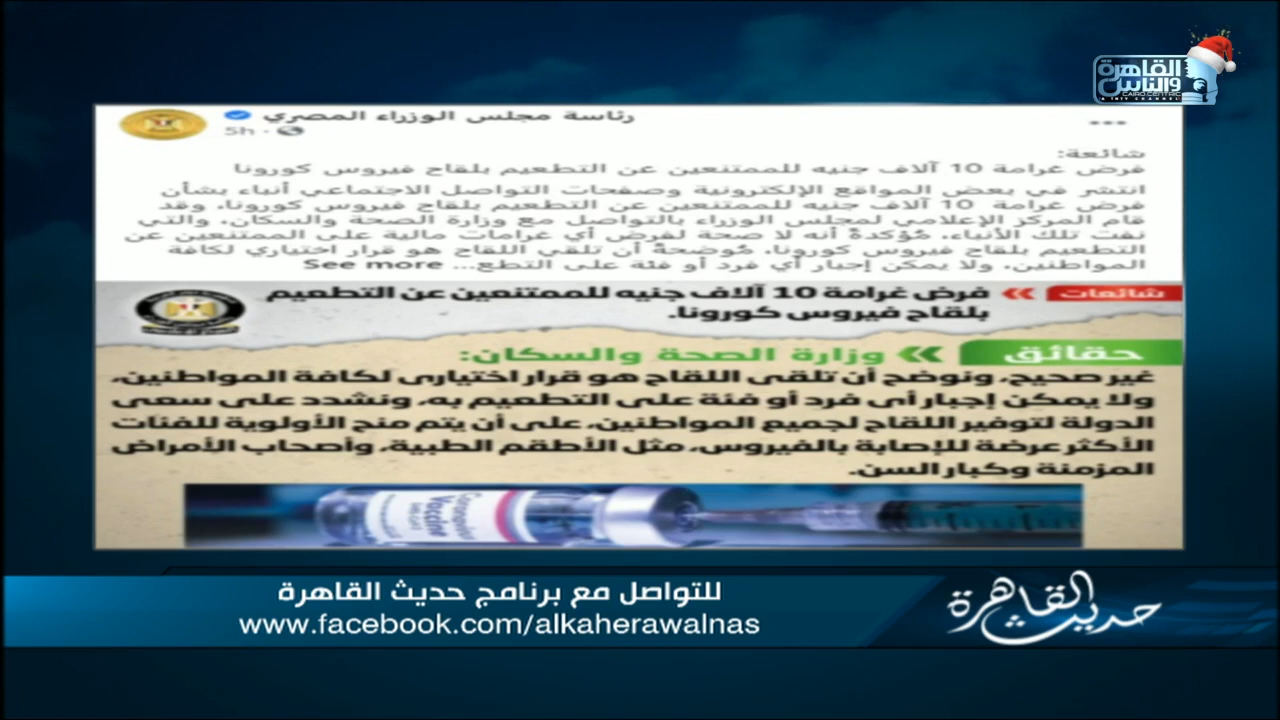 القاهرة
والناس
CAIRO CENTRIC
A TNTV CHANNEL
رئاسة مجلس الوزراء المصري
5h
شائعة:
فرض غرامة 10 آلاف جنيه للممتنعين عن التطعيم بلقاح فيروس كورونا
انتشر في بعض المواقع الإلكترونية وصفحات التواصل الاجتماعي أنباء بشأن
فرض غرامة 10 آلاف جنيه للممتنعين عن التطعيم بلقاح فيروس كورونا، وقد
قام المركز الإعلامي لمجلس الوزراء بالتواصل مع وزارة الصحة والسكان، والتي
نفت تلك الأنباء، مُؤكدةً أنه لا صحة لفرض أي غرامات مالية على الممتنعين عن
التطعيم بلقاح فيروس كورونا، مُوضحةً أن تلقي اللقاح هو قرار اختياري لكافة
المواطنين، ولا يمكن إجبار أي فرد أو فئة على التطع... See more
شائعات
فرض غرامة 10 آلاف جنيه للممتنعين عن التطعيم
بلقاح فيروس كورونا.
حقائق
وزارة الصحة والسكان:
غير صحيح، ونوضح أن تلقى اللقاح هو قرار اختيارى لكافة المواطنين،
ولا يمكن إجبار أى فرد أو فئة على التطعيم به، ونشدد على سعى
الدولة لتوفير اللقاح لجميع المواطنين، على أن يتم منح الأولوية للفئات
الأكثر عرضة للإصابة بالفيروس، مثل الأطقم الطبية، وأصحاب الأمراض
المزمنة وكبار السن.
Coronavirus
Vaccine
حديث القاهرة
للتواصل مع برنامج حديث القاهرة
www.facebook.com/alkaherawalnas